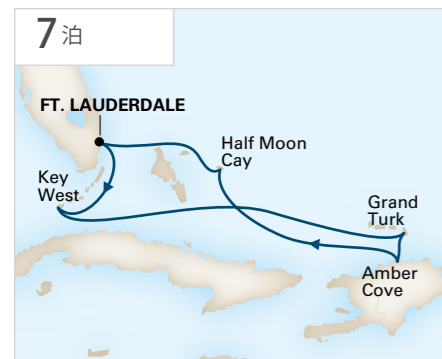 7泊
FT. LAUDERDALE
Half Moon
Cay
Key
West
Grand
Turk
Amber
Cove